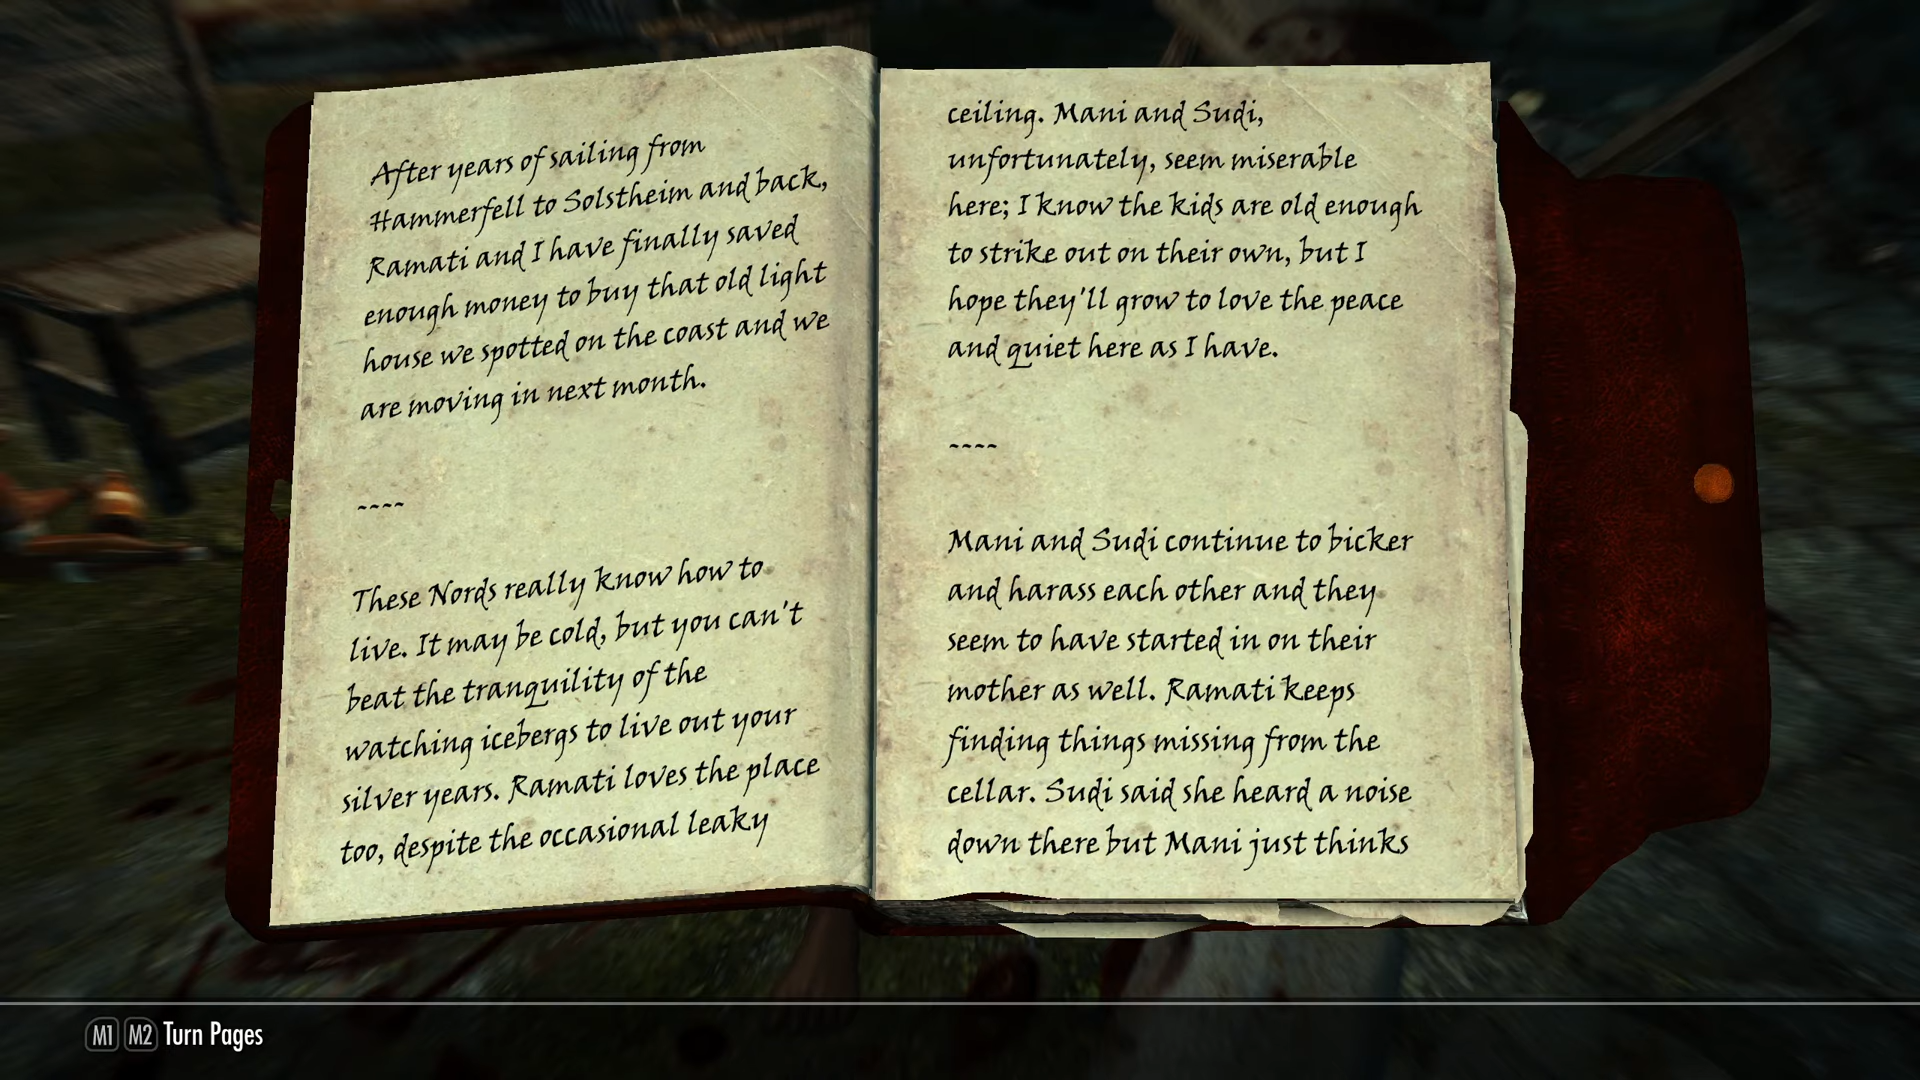 After years of sailing from
Hammerfell to Solstheim and back,
Ramati and I have finally saved
enough money to buy that old light
house we spotted on the coast and we
are moving in next month.
~~~~
These Nords really know how to
live. It may be cold, but you can't
beat the tranquility of the
watching icebergs to live out your
silver years. Ramati loves the place
too, despite the occasional leaky
ceiling. Mani and Sudi,
unfortunately, seem miserable
here; I know the kids are old enough
to strike out on their own, but I
hope they'll grow to love the peace
and quiet here as I have.
~~~~
Mani and Sudi continue to bicker
and harass each other and they
seem to have started in on their
mother as well. Ramati keeps
finding things missing from the
cellar. Sudi said she heard a noise
down there but Mani just thinks
M1 M2 Turn Pages